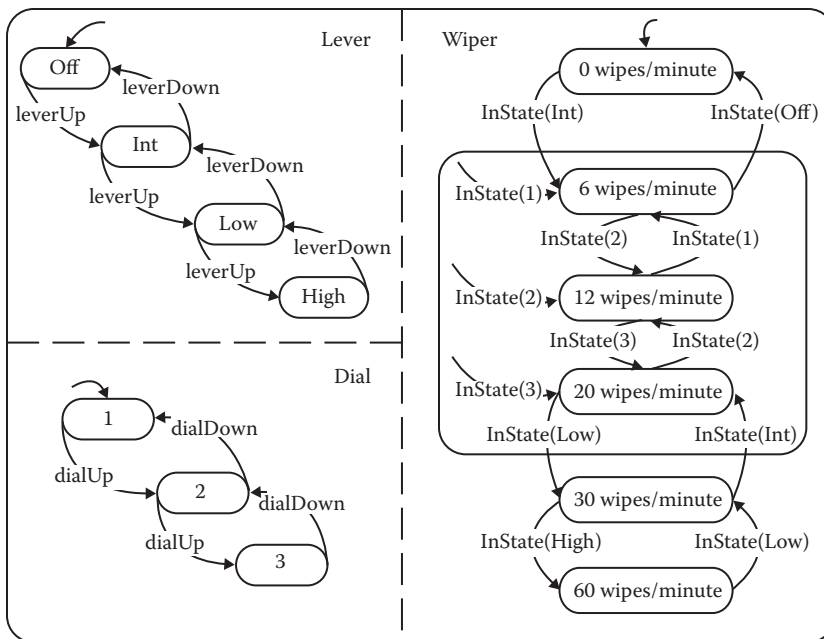 Lever
Off
leverDown
leverUp
Int
leverDown
leverUp
Low
leverDown
leverUp
High
Dial
1
dialDown
dialUp
2
dialDown
dialUp
3
Wiper
0 wipes/minute
InState(Int)
InState(Off)
InState(1)
6 wipes/minute
InState(2)
InState(1)
InState(2)
12 wipes/minute
InState(3)
InState(2)
InState(3)
20 wipes/minute
InState(Low)
InState(Int)
30 wipes/minute
InState(High)
InState(Low)
60 wipes/minute